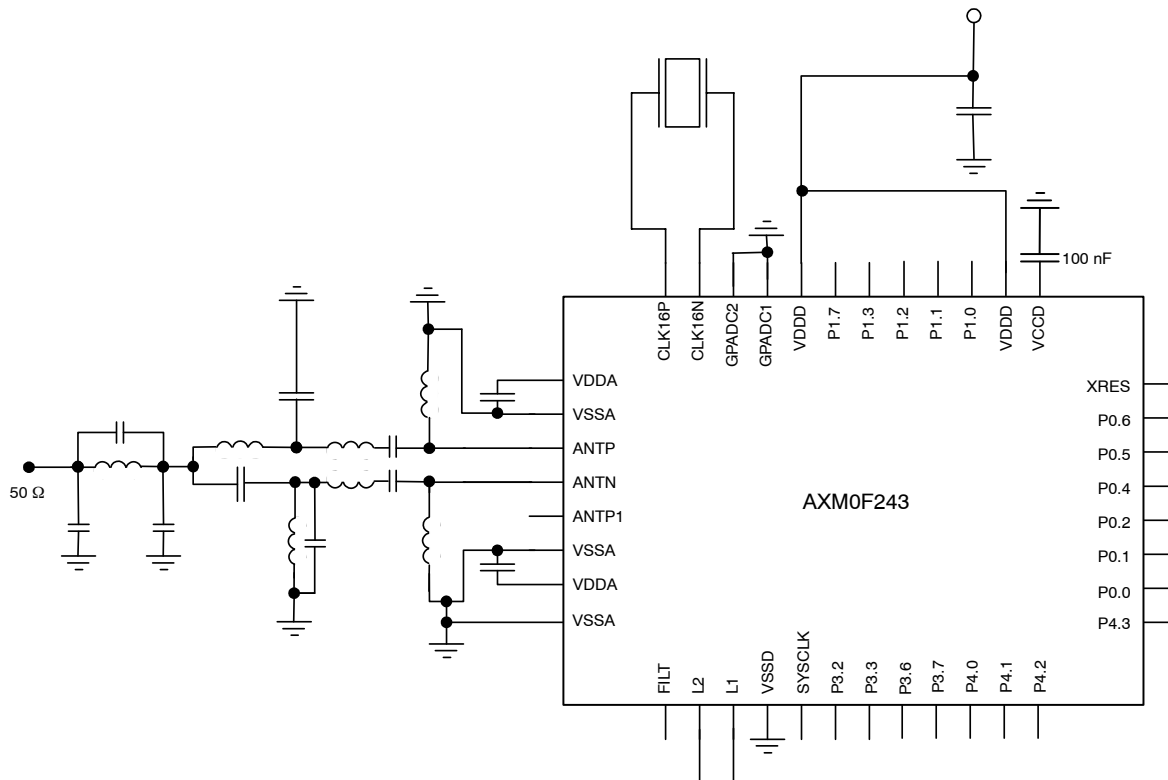 100 nF
CLK16P
CLK16N
GPADC2
GPADC1
VDDD
P1.7
P1.3
P1.2
P1.1
P1.0
VDDD
VCCD
VDDA
VSSA
ANTP
ANTN
ANTP1
VSSA
VDDA
VSSA
50 Ω
AXM0F243
XRES
P0.6
P0.5
P0.4
P0.2
P0.1
P0.0
P4.3
FILT
L2
L1
VSSD
SYSCLK
P3.2
P3.3
P3.6
P3.7
P4.0
P4.1
P4.2